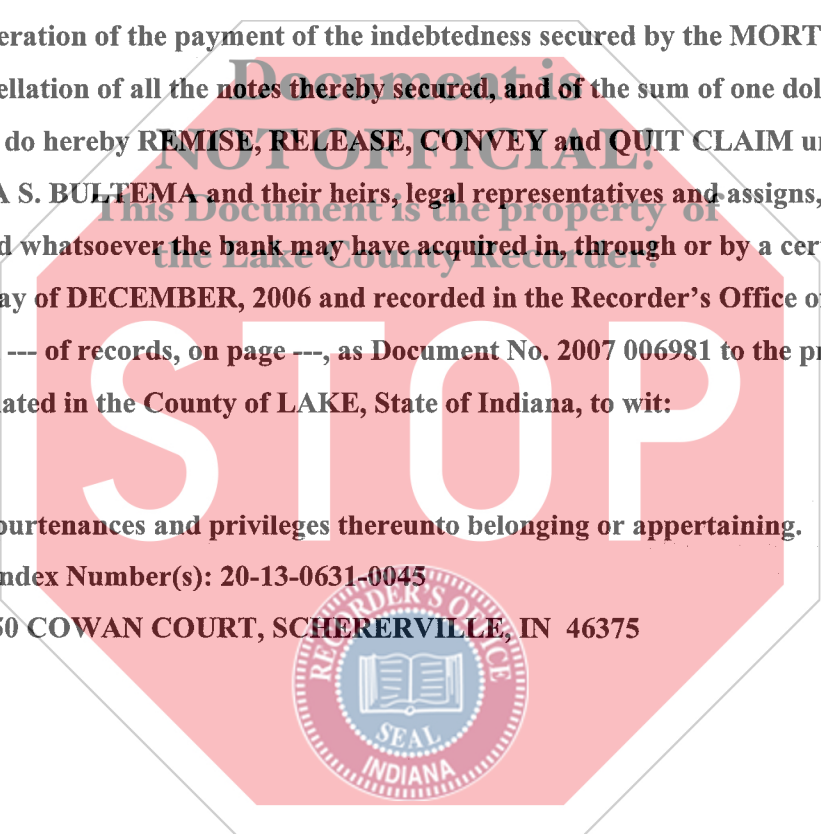 eration of the payment of the indebtedness secured by the MORT
ellation of all the notes thereby secured, and of the sum of one dol
do hereby REMISE, RELEASE, CONVEY and QUIT CLAIM u
A S. BULTEMA and their heirs, legal representatives and assigns,
d whatsoever the bank may have acquired in, through or by a cer
ay of DECEMBER, 2006 and recorded in the Recorder's Office o
--- of records, on page ---, as Document No. 2007 006981 to the p
ated in the County of LAKE, State of Indiana, to wit:
purtenances and privileges thereunto belonging or appertaining.
ndex Number(s): 20-13-0631-0045
50 COWAN COURT, SCHERERVILLE, IN 46375
Document is
NOT OFFICIAL!
This Document is the property of
the Lake County Recorder!
STOP
RECORDER'S OFFICE
SEAL
INDIANA